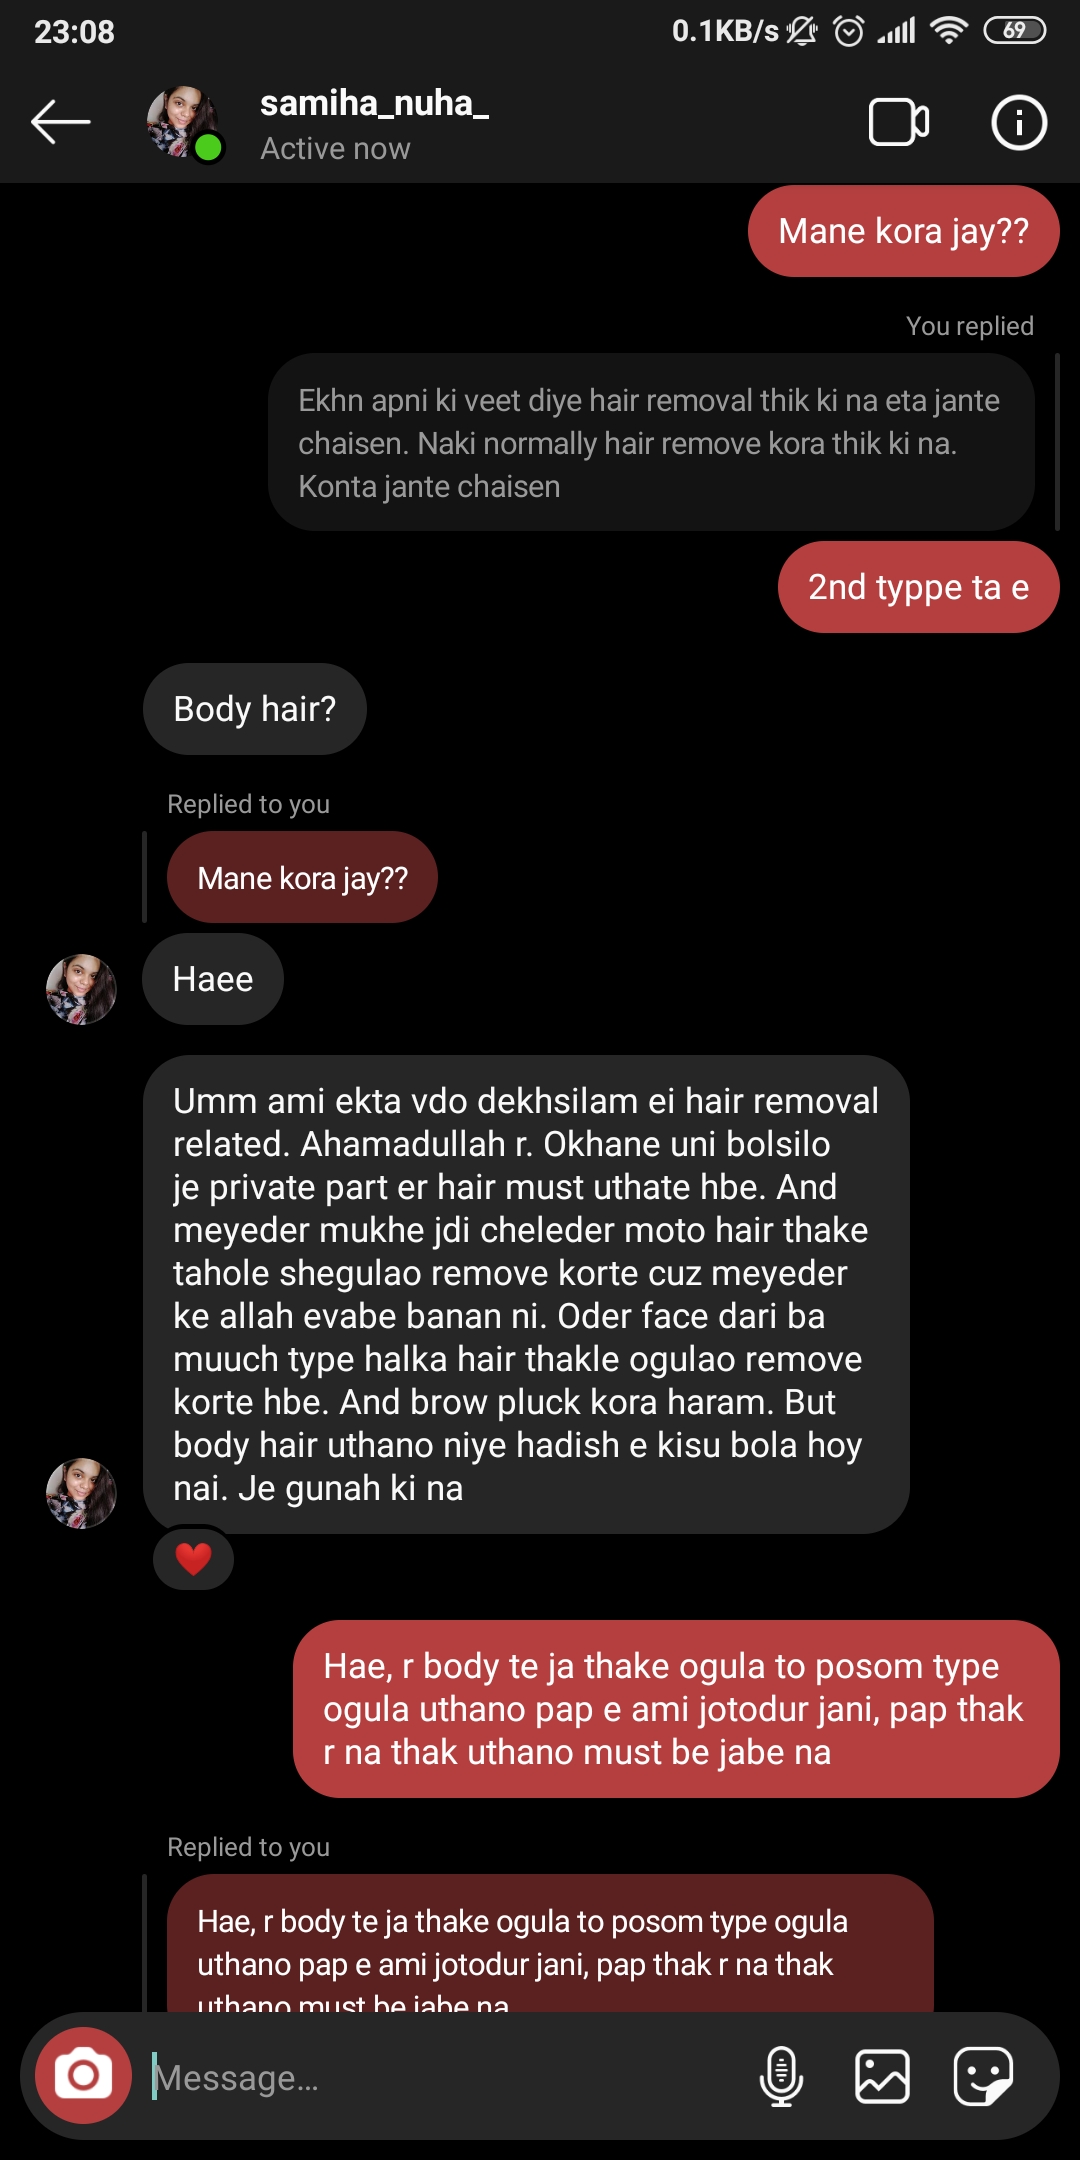 23:08
0.1KB/s
69
samiha_nuha_
Active now
Mane kora jay??
You replied
Ekhn apni ki veet diye hair removal thik ki na eta jante
chaisen. Naki normally hair remove kora thik ki na.
Konta jante chaisen
2nd typpe ta e
Body hair?
Replied to you
Mane kora jay??
Haee
Umm ami ekta vdo dekhsilam ei hair removal
related. Ahamadullah r. Okhane uni bolsilo
je private part er hair must uthate hbe. And
meyeder mukhe jdi cheleder moto hair thake
tahole shegulao remove korte cuz meyeder
ke allah evabe banan ni. Oder face dari ba
muuch type halka hair thakle ogulao remove
korte hbe. And brow pluck kora haram. But
body hair uthano niye hadish e kisu bola hoy
nai. Je gunah ki na
Hae, r body te ja thake ogula to posom type
ogula uthano pap e ami jotodur jani, pap thak
r na thak uthano must be jabe na
Replied to you
Hae, r body te ja thake ogula to posom type ogula
uthano pap e ami jotodur jani, pap thak r na thak
uthano must be jabe na
Message...